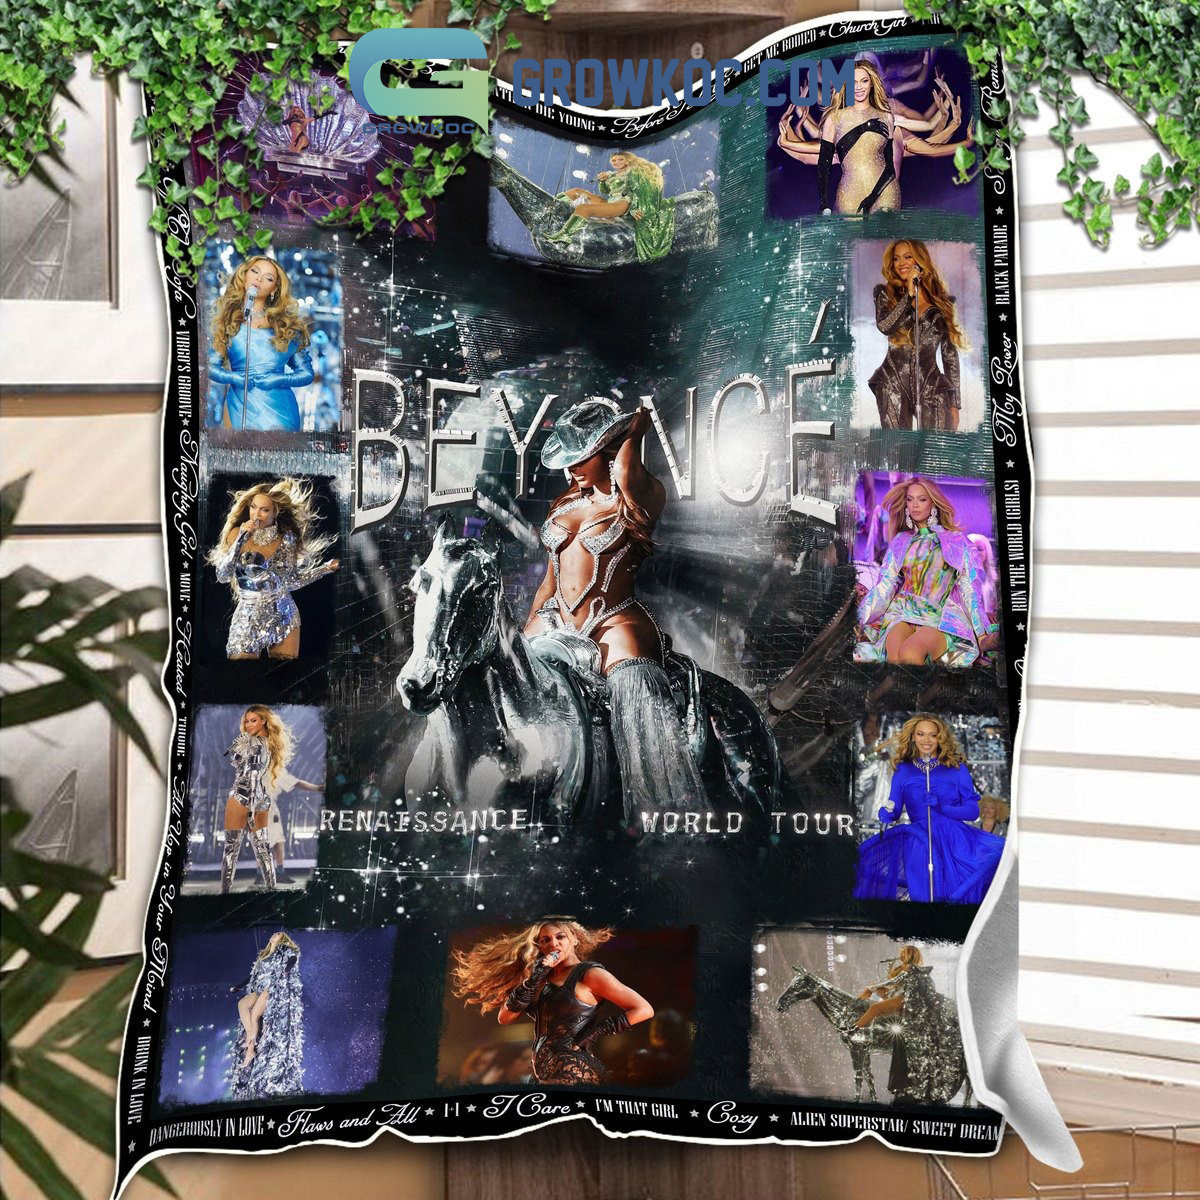 GROWKOC.COM
GROWKOC
DIE YOUNG ★ Before
GET ME BODIED ★ Church Girl ★
BLACK PARADE ★
RUN THE WORLD (GIRLS) ★
Sofa ★ VIRGO'S GROOVE ★ Naughty Girl ★ MOVE ★ Heated ★ THIQUE ★ All Up in Your Mind ★ DRUNK IN LOVE ★
BEYONCÉ
RENAISSANCE WORLD TOUR
DANGEROUSLY IN LOVE ★ Flaws and All ★ 1+1 ★ I Care ★ I'M THAT GIRL ★ Cozy ★ ALIEN SUPERSTAR/ SWEET DREAM